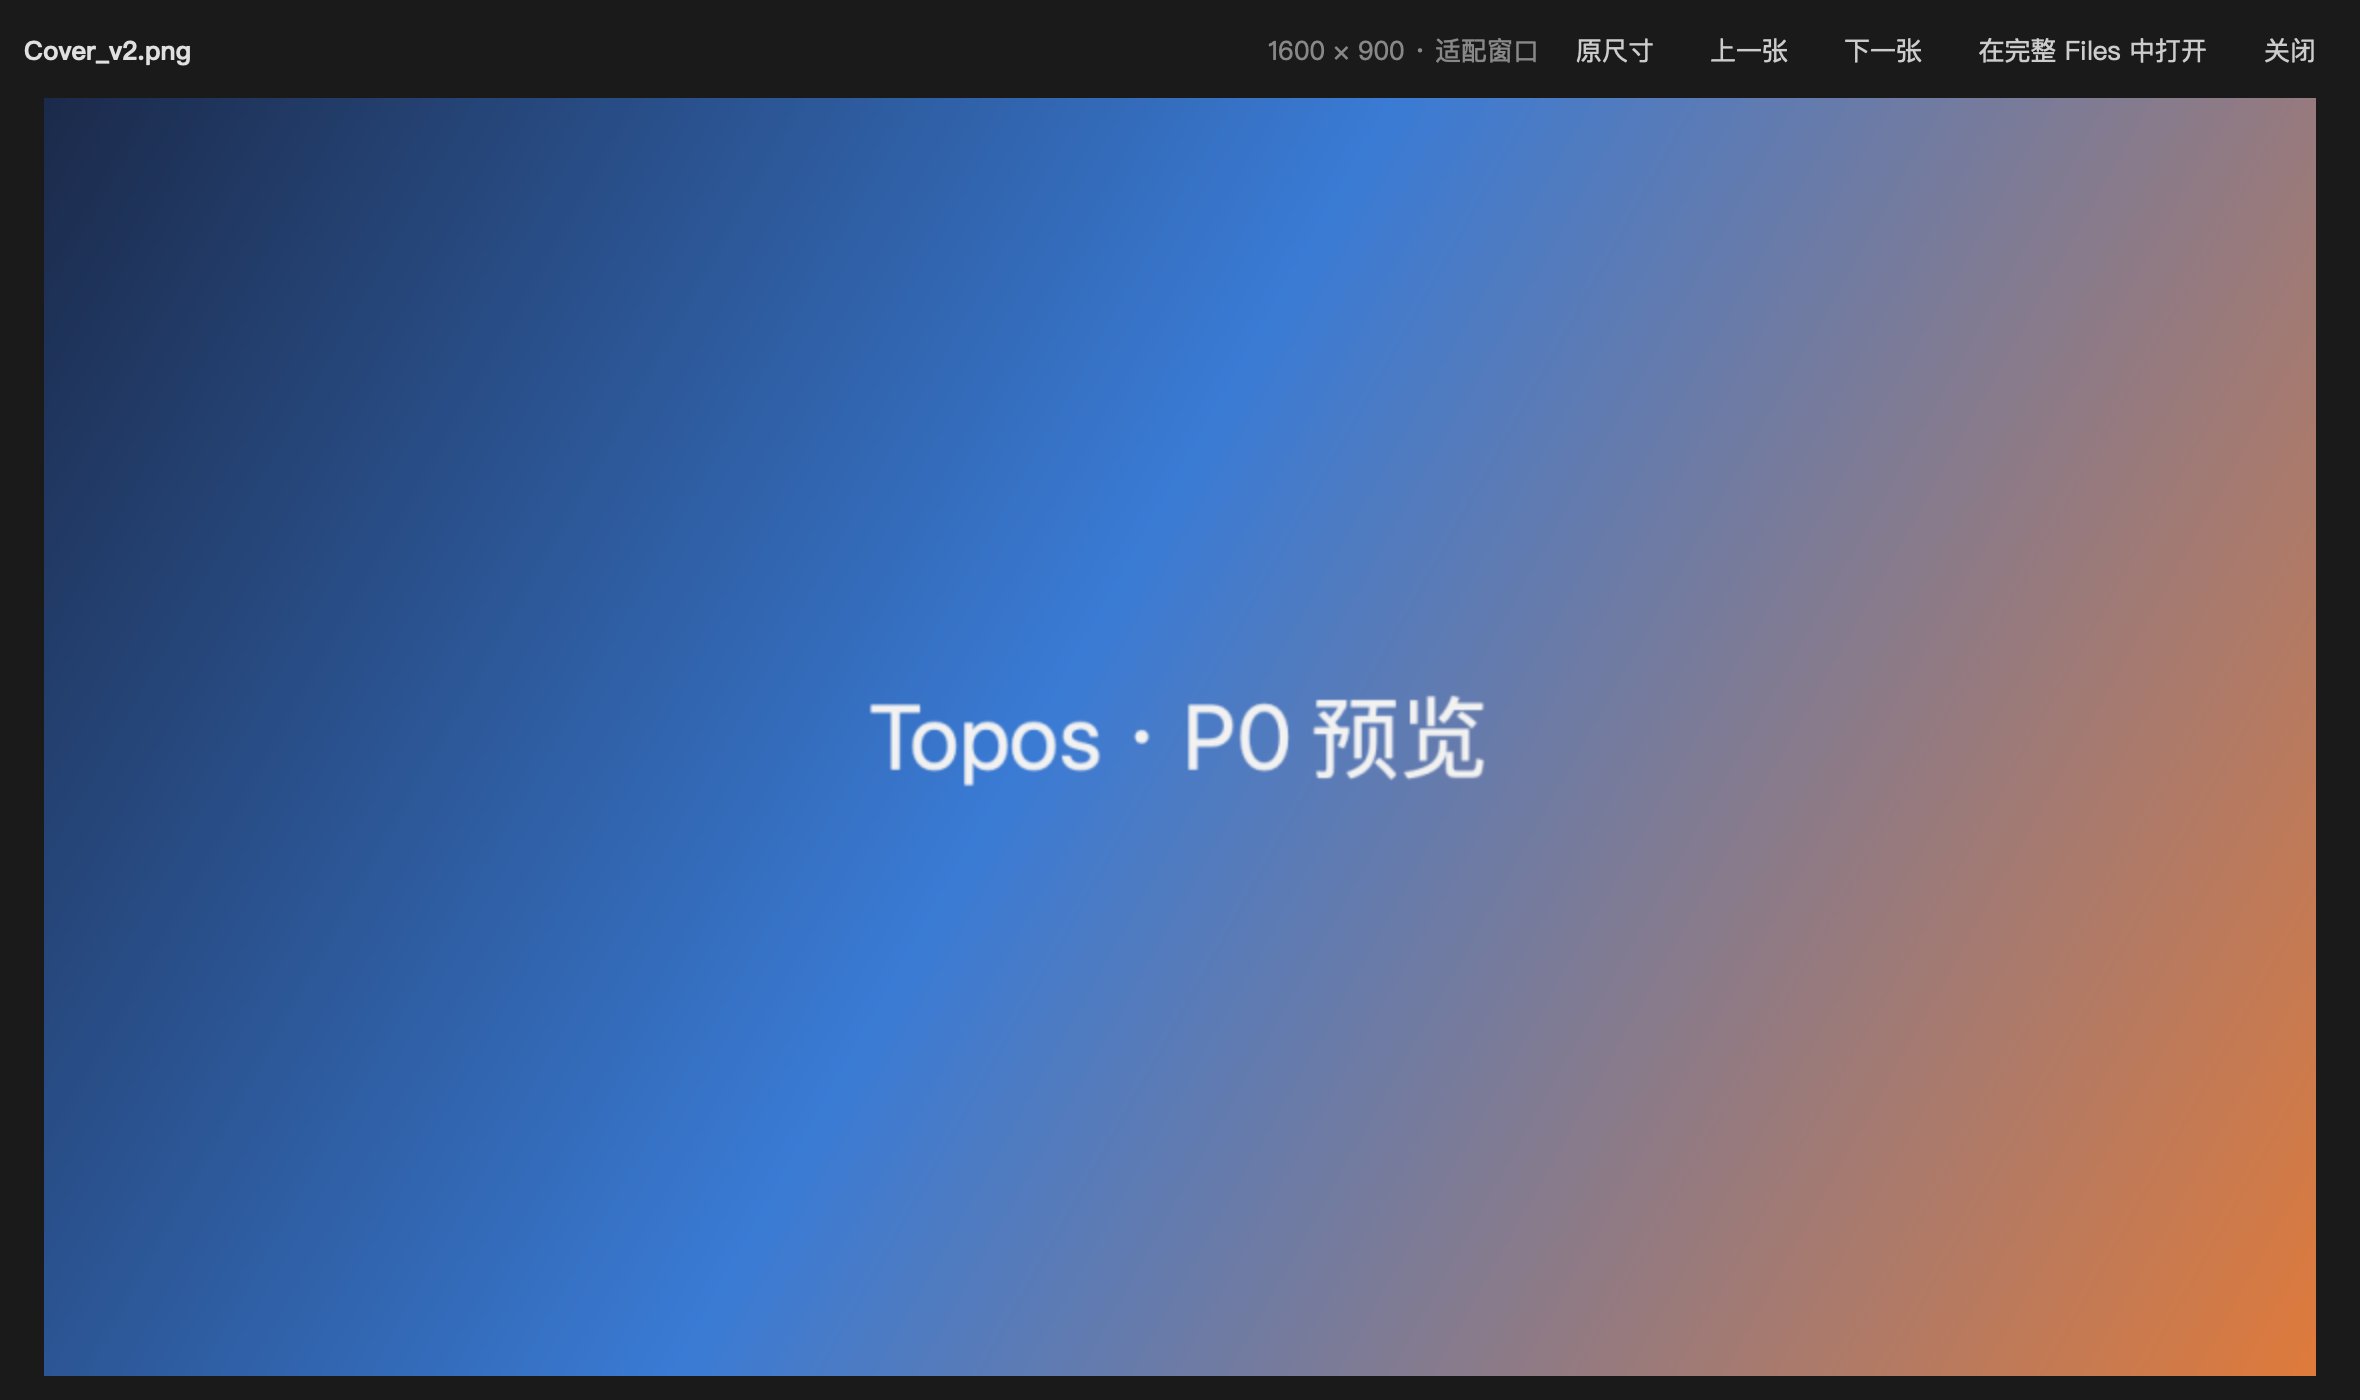 Cover_v2.png
1600 × 900 · 适配窗口 原尺寸 上一张 下一张 在完整 Files 中打开 关闭
Topos · P0 预览